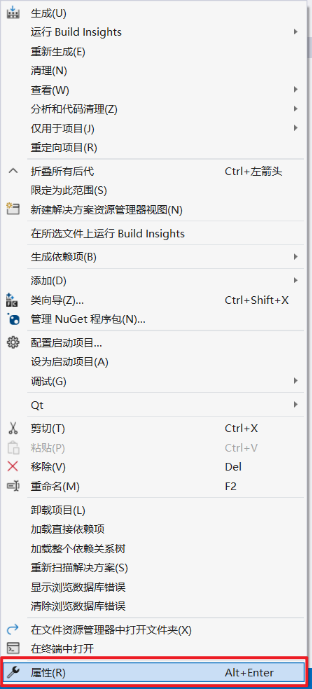 生成(U)
运行 Build Insights
重新生成(E)
清理(N)
查看(W)
分析和代码清理(Z)
仅用于项目(J)
重定向项目(R)
折叠所有后代 Ctrl+左箭头
限定为此范围(S)
新建解决方案资源管理器视图(N)
在所选文件上运行 Build Insights
生成依赖项(B)
添加(D)
类向导(Z)... Ctrl+Shift+X
管理 NuGet 程序包(N)...
配置启动项目...
设为启动项目(A)
调试(G)
Qt
剪切(T) Ctrl+X
粘贴(P) Ctrl+V
移除(V) Del
重命名(M) F2
卸载项目(L)
加载直接依赖项
加载整个依赖关系树
重新扫描解决方案(S)
显示浏览数据库错误
清除浏览数据库错误
在文件资源管理器中打开文件夹(X)
在终端中打开
属性(R) Alt+Enter